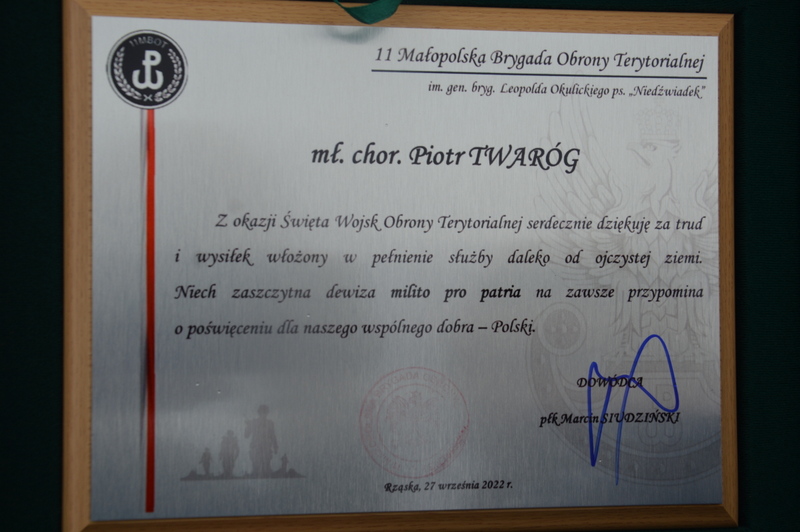 11MBOT
11 Małopolska Brygada Obrony Terytorialnej
im. gen. bryg. Leopolda Okulickiego ps. „Niedźwiadek”
mł. chor. Piotr TWARÓG
Z okazji Święta Wojsk Obrony Terytorialnej serdecznie dziękuję za trud
i wysiłek włożony w pełnienie służby daleko od ojczystej ziemi.
Niech zaszczytna dewiza milito pro patria na zawsze przypomina
o poświęceniu dla naszego wspólnego dobra – Polski.
DOWÓDCA
płk Marcin SIUDZIŃSKI
Rząska, 27 września 2022 r.